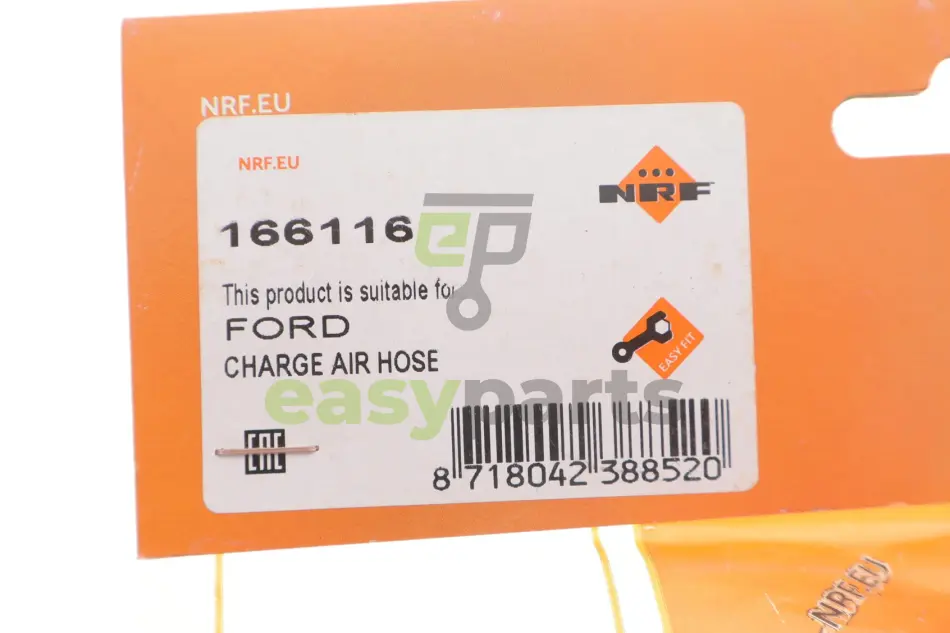 NRF.EU
NRF.EU
NRF
166116
ep
This product is suitable for
FORD
EASY FIT
CHARGE AIR HOSE
easyparts
EAC
8 718042 388520
NRF.EU